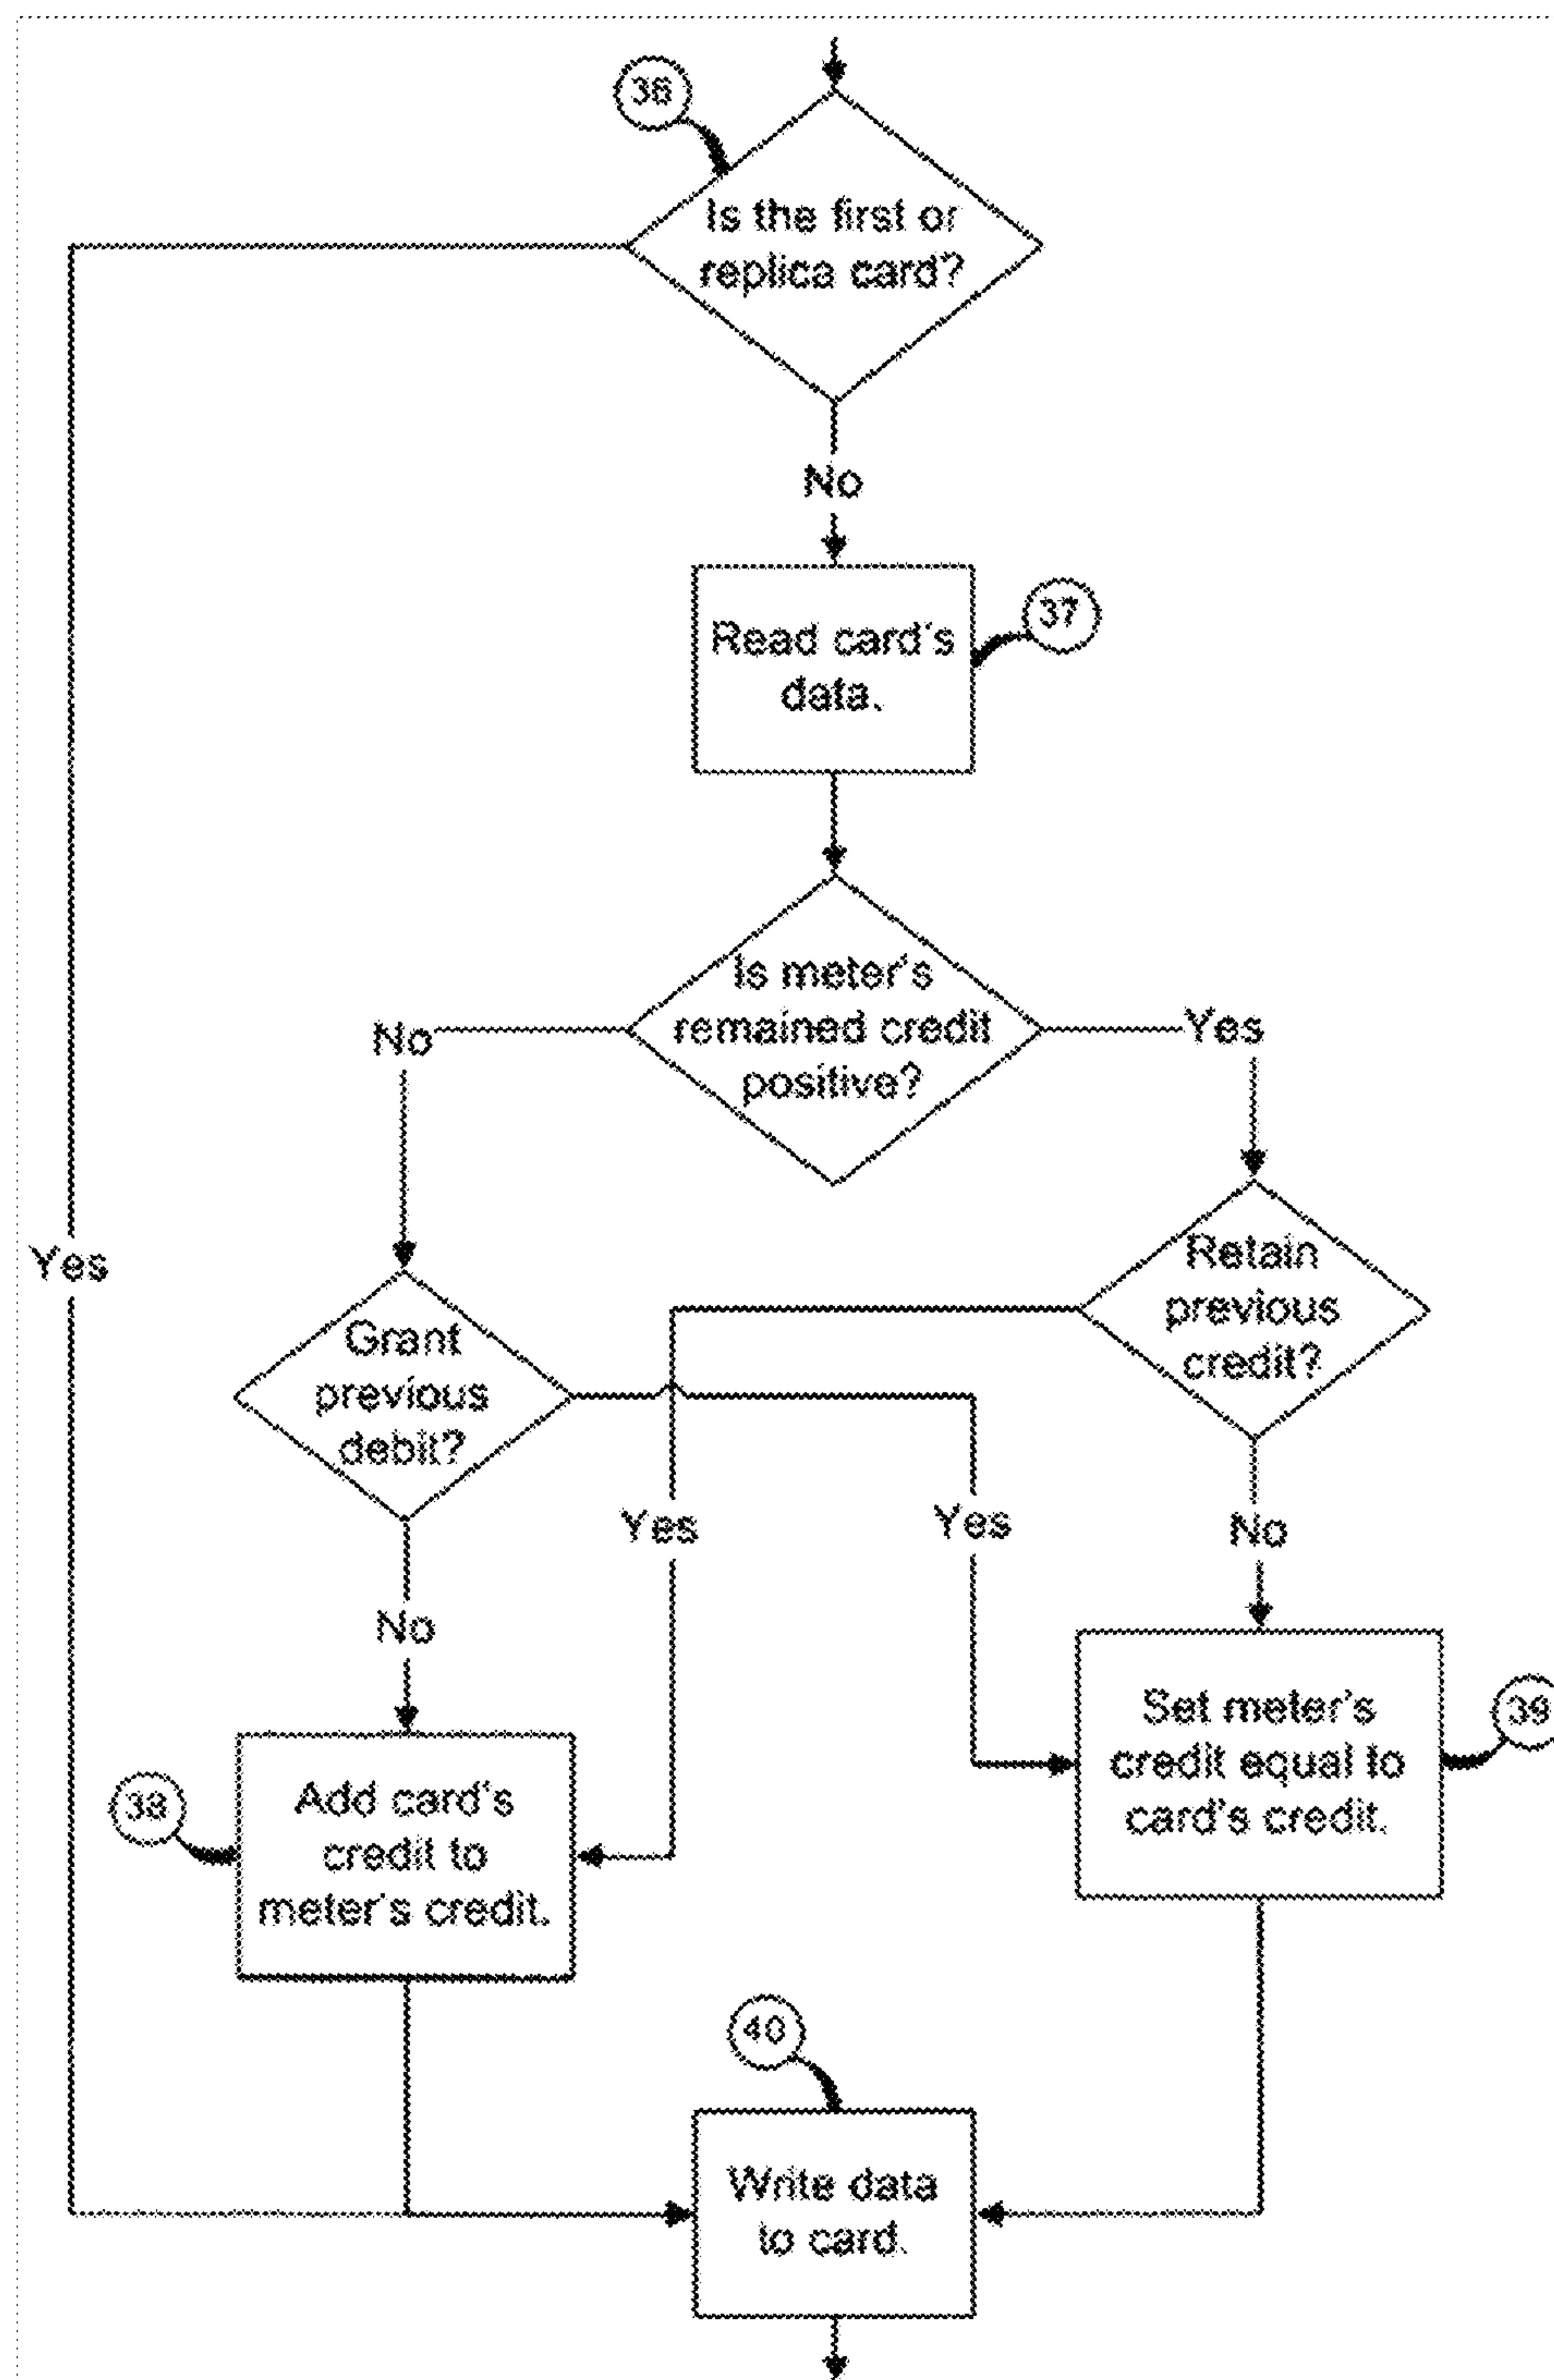 36
Is the first or
replica card?
No
Read card's
data.
37
Is meter's
remained credit
positive?
No
Yes
Yes
Grant
previous
debit?
Retain
previous
credit?
Yes
Yes
No
No
38
Add card's
credit to
meter's credit.
Set meter's
credit equal to
card's credit.
39
40
Write data
to card.